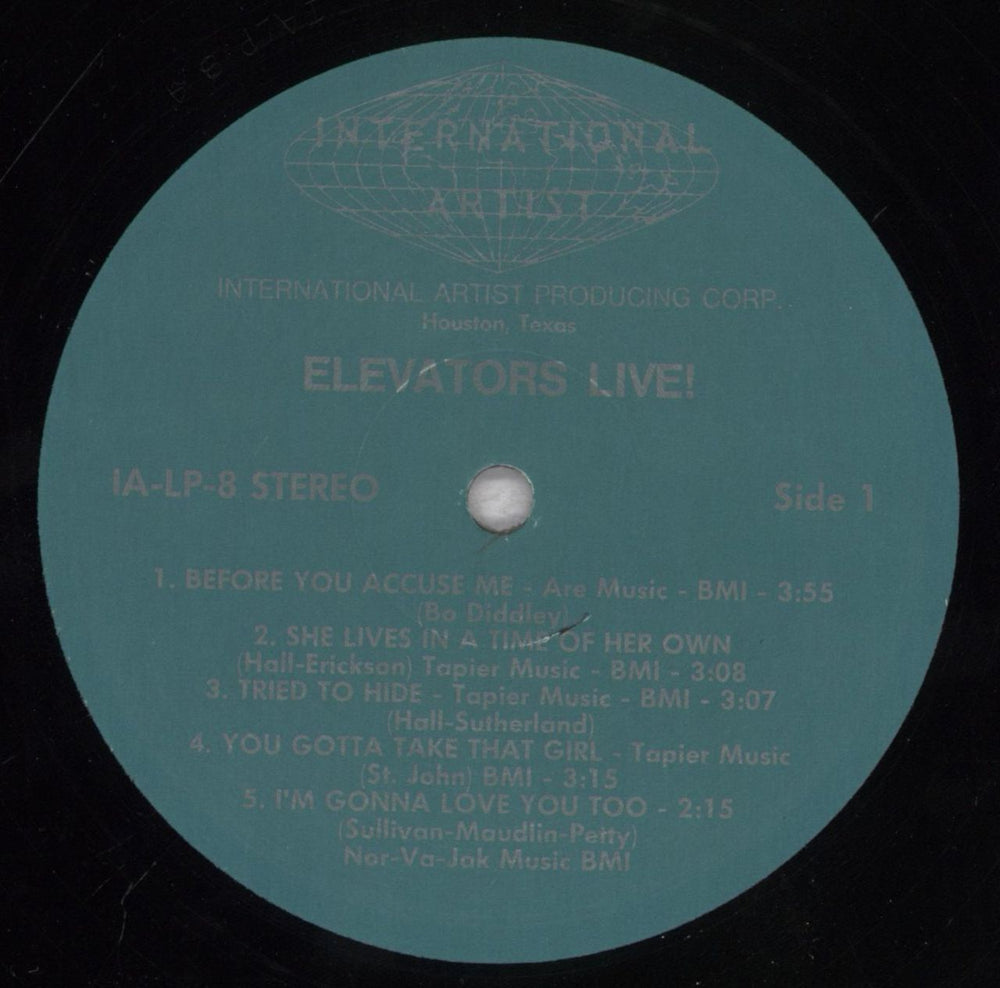 INTERNATIONAL
ARTIST
INTERNATIONAL ARTIST PRODUCING CORP.
Houston, Texas
ELEVATORS LIVE!
IA-LP-8 STEREO
Side 1
1. BEFORE YOU ACCUSE ME - Are Music - BMI - 3:55
(Bo Diddley)
2. SHE LIVES IN A TIME OF HER OWN
(Hall-Erickson) Tapier Music - BMI - 3:08
3. TRIED TO HIDE - Tapier Music - BMI - 3:07
(Hall-Sutherland)
4. YOU GOTTA TAKE THAT GIRL - Tapier Music
(St. John) BMI - 3:15
5. I'M GONNA LOVE YOU TOO - 2:15
(Sullivan-Maudlin-Petty)
Nor-Va-Jak Music BMI